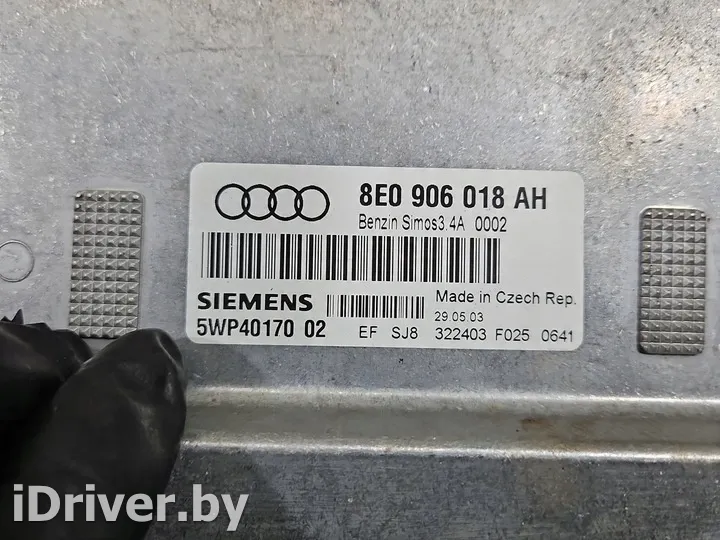 8E0 906 018 AH
Benzin Simos3.4A 0002
SIEMENS
Made in Czech Rep.
29.05.03
5WP40170 02 EF SJ8 322403 F025 0641
iDriver.by